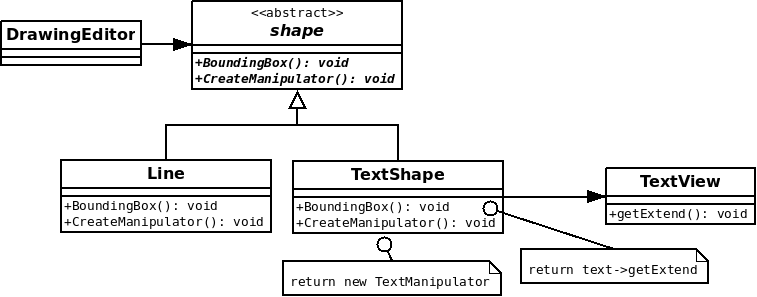 DrawingEditor
<<abstract>>
shape
+BoundingBox(): void
+CreateManipulator(): void
Line
+BoundingBox(): void
+CreateManipulator(): void
TextShape
+BoundingBox(): void
+CreateManipulator(): void
TextView
+getExtend(): void
return new TextManipulator
return text->getExtend